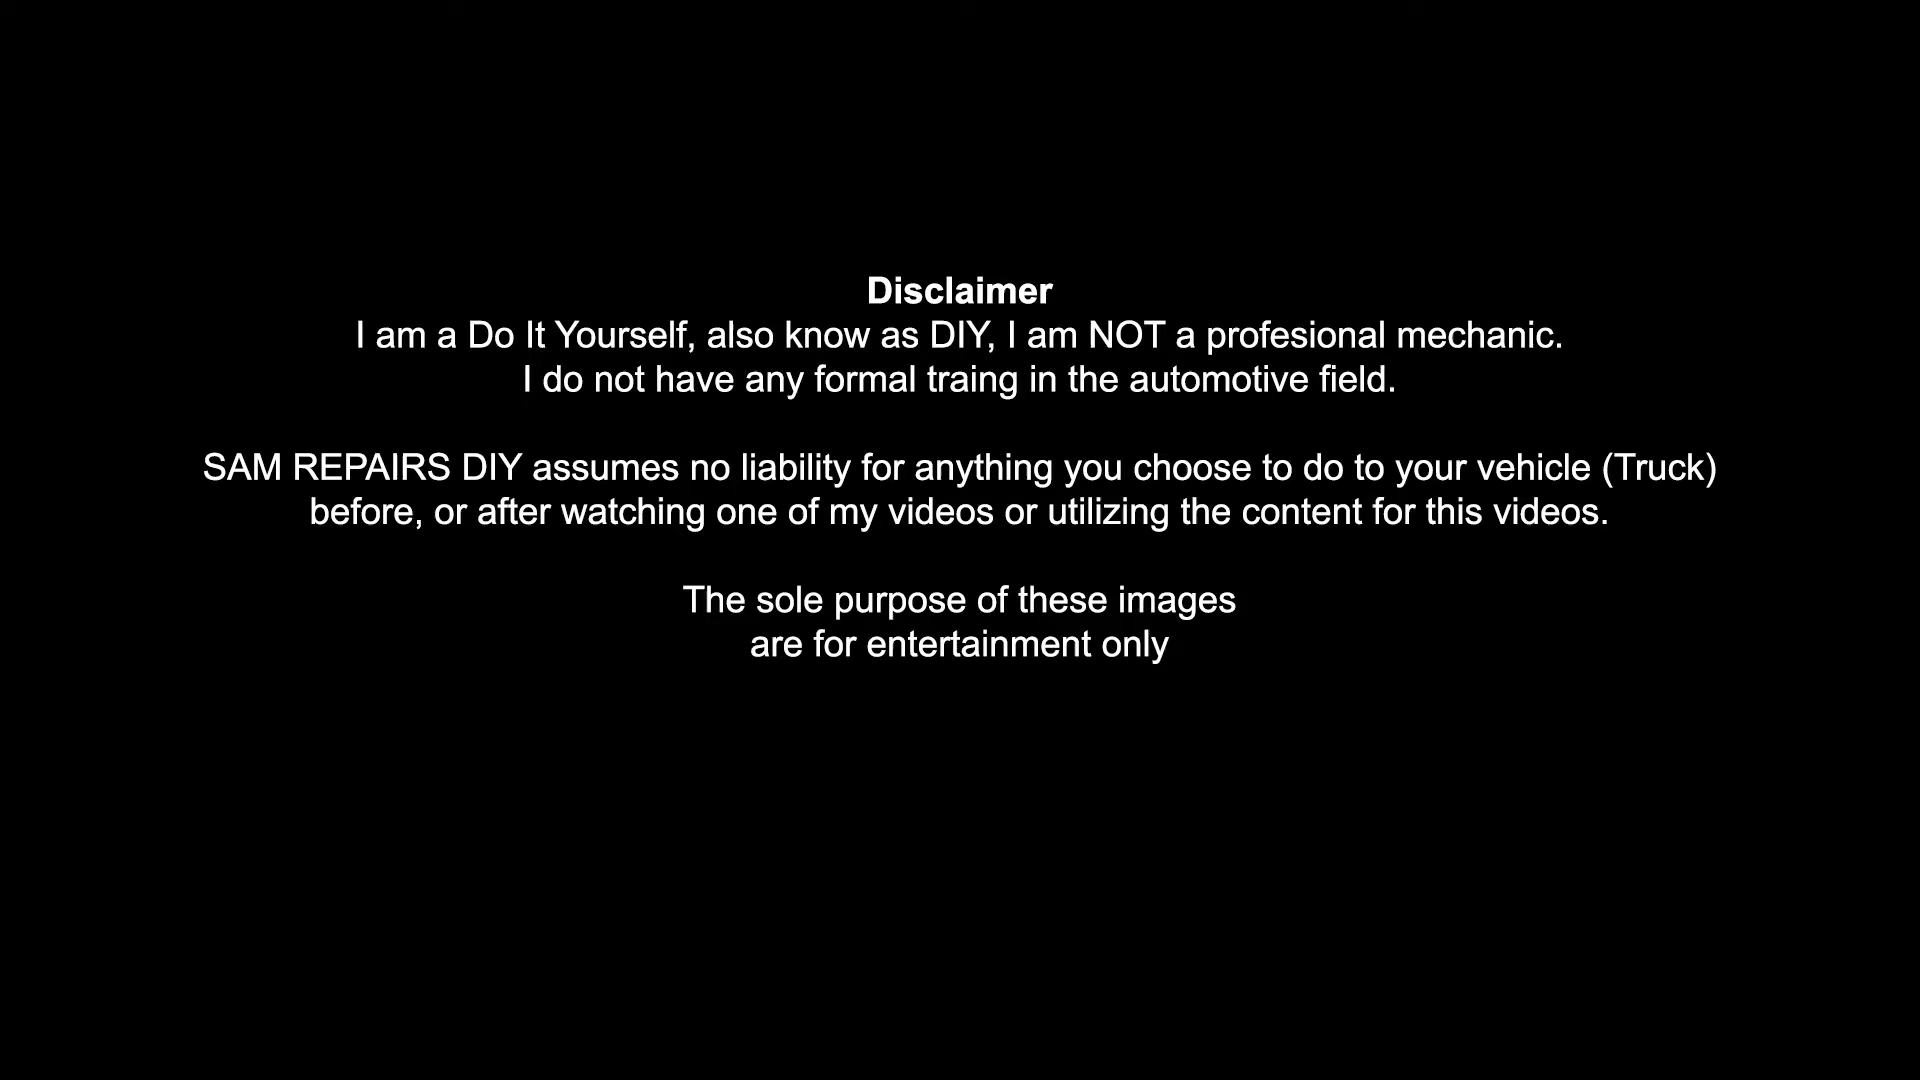 Disclaimer
I am a Do It Yourself, also know as DIY, I am NOT a profesional mechanic.
I do not have any formal traing in the automotive field.
SAM REPAIRS DIY assumes no liability for anything you choose to do to your vehicle (Truck)
before, or after watching one of my videos or utilizing the content for this videos.
The sole purpose of these images
are for entertainment only